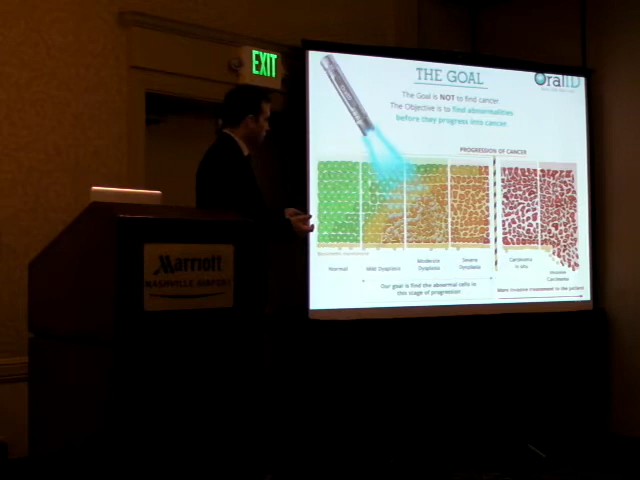 EXIT
THE GOAL
OralID
The Goal is NOT to find cancer.
The Objective is to find abnormalities
before they progress into cancer
PROGRESSION OF CANCER
Normal
Mild Dysplasia
Moderate
Dysplasia
Severe
Dysplasia
Carcinoma
in situ
Invasive
Carcinoma
Our goal is find the abnormal cells in
this stage of progression
More invasive treatment to the patient
Marriott
NASHVILLE AIRPORT